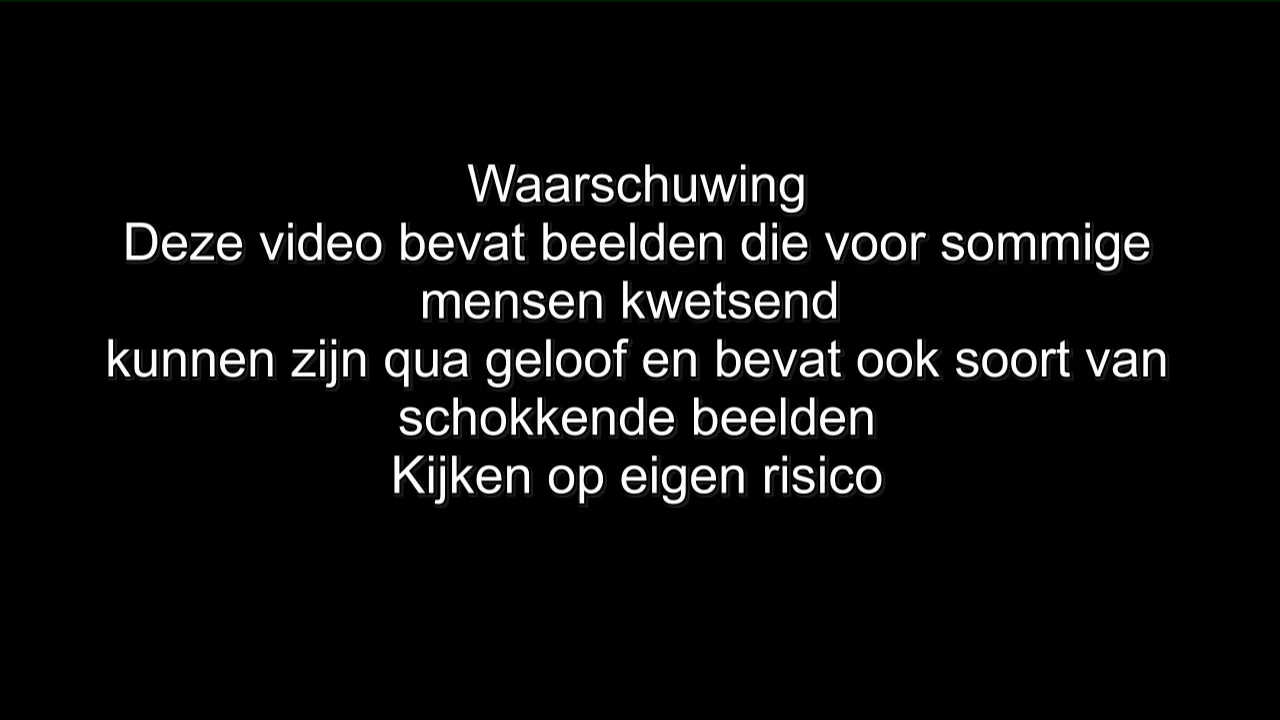 Waarschuwing
Deze video bevat beelden die voor sommige
mensen kwetsend
kunnen zijn qua geloof en bevat ook soort van
schokkende beelden
Kijken op eigen risico